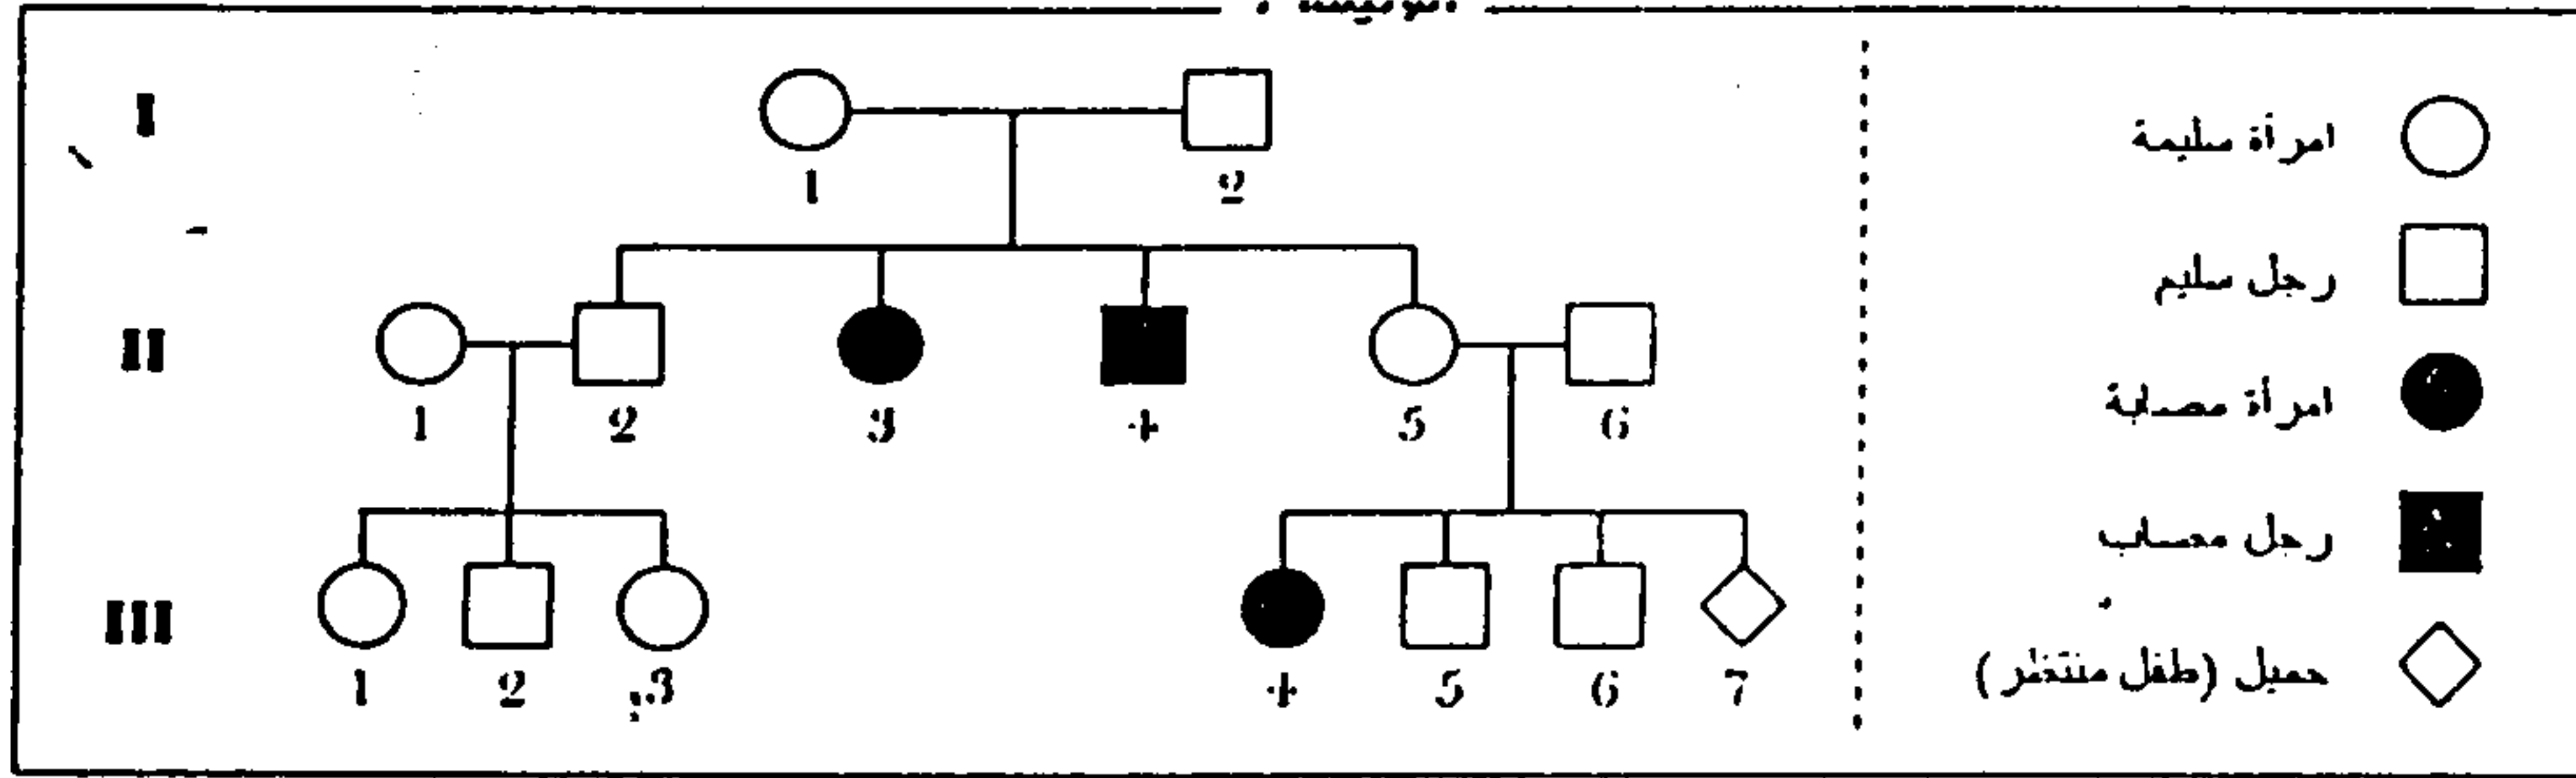 I
1 2
II
1 2 3 4 5 6
III
1 2 3 4 5 6 7
امرأة سليمة
رجل سليم
امرأة مصابة
رجل مصاب
حميل (طفل منتظر)